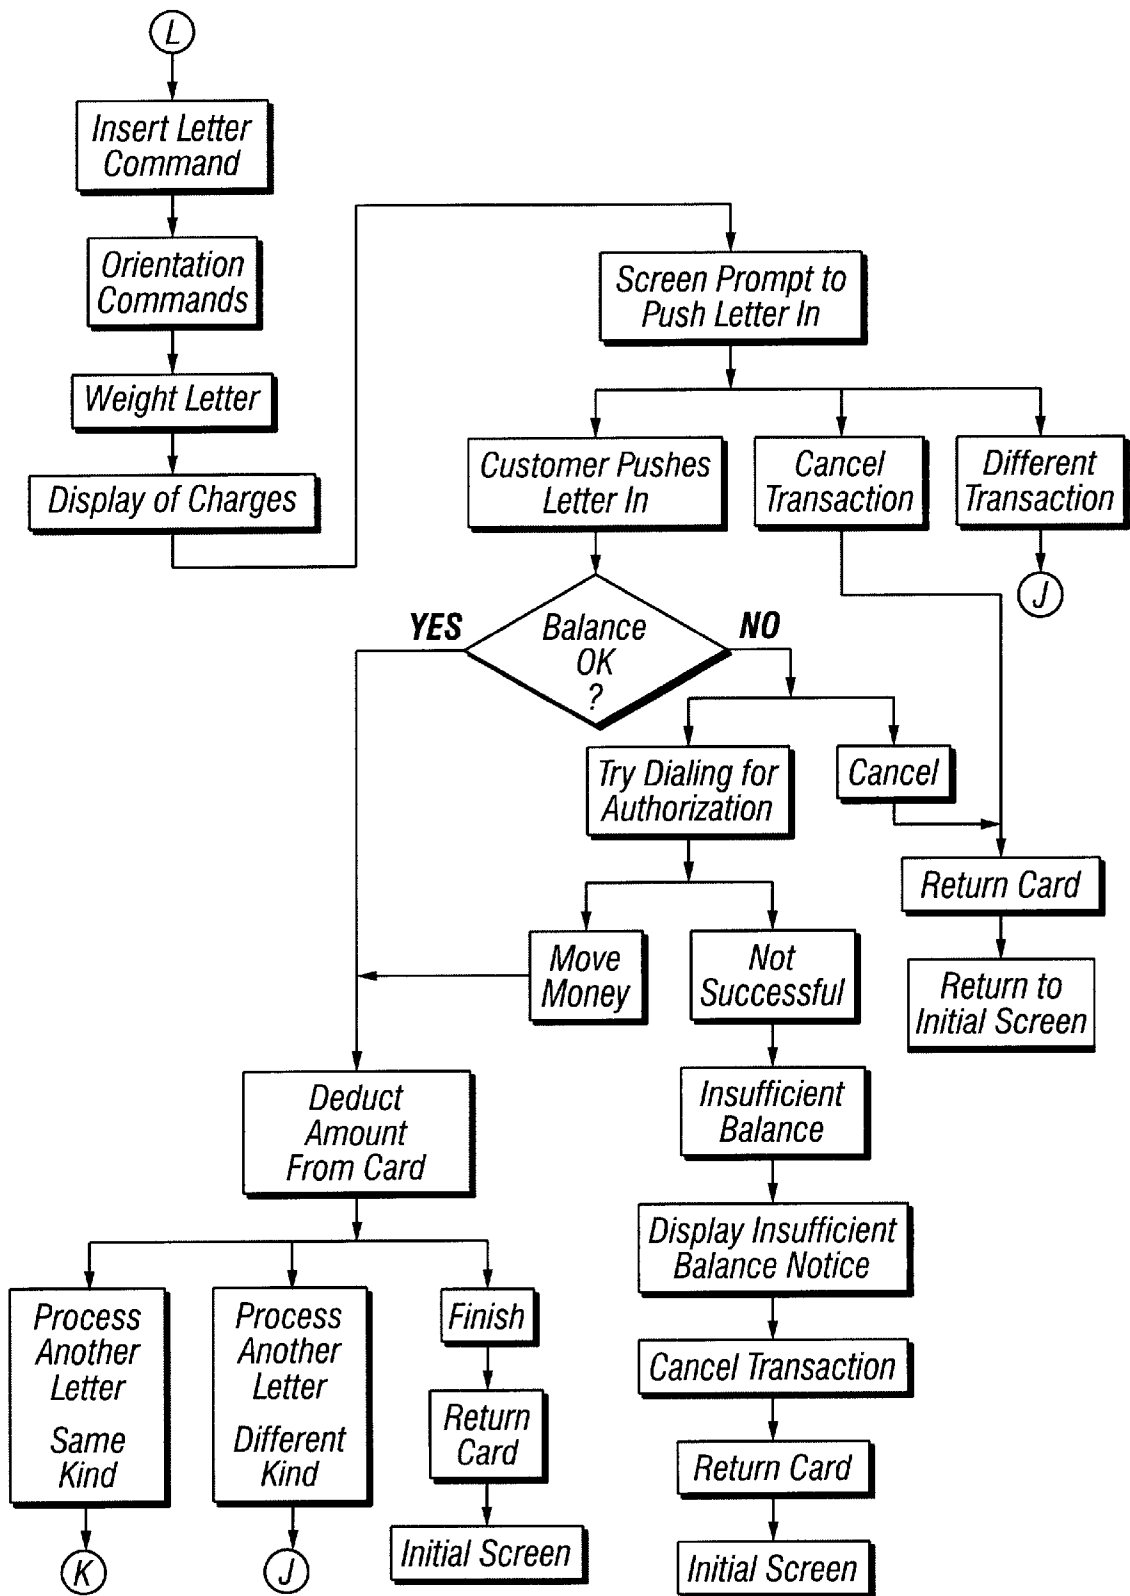 L
Insert Letter
Command
Orientation
Commands
Weight Letter
Display of Charges
Screen Prompt to
Push Letter In
Customer Pushes
Letter In
Cancel
Transaction
Different
Transaction
J
YES
Balance
OK
?
NO
Try Dialing for
Authorization
Cancel
Return Card
Return to
Initial Screen
Move
Money
Not
Successful
Insufficient
Balance
Display Insufficient
Balance Notice
Cancel Transaction
Return Card
Initial Screen
Deduct
Amount
From Card
Process
Another
Letter
Same
Kind
K
Process
Another
Letter
Different
Kind
J
Finish
Return
Card
Initial Screen